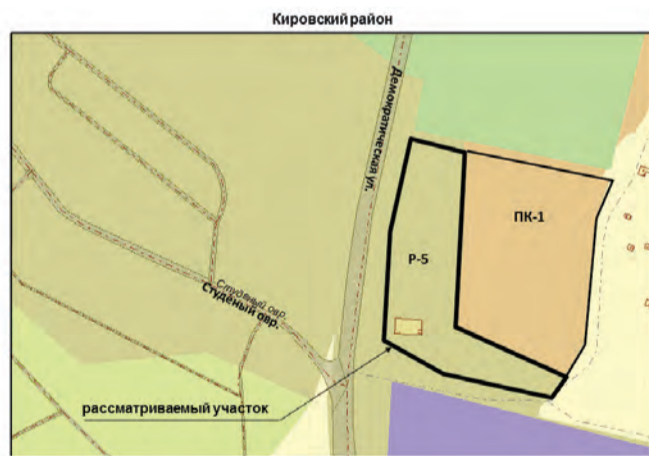 Кировский район
Демократическая ул.
ПК-1
Р-5
Студёный овр.
Студёный овр.
рассматриваемый участок